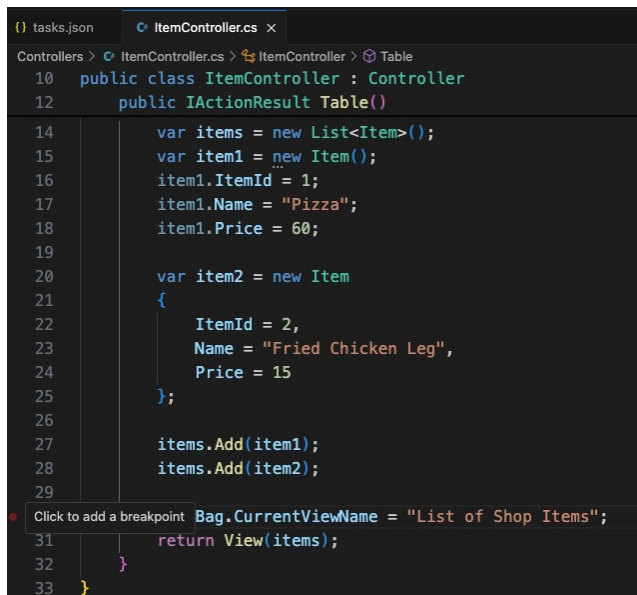 {} tasks.json C# ItemController.cs ×
Controllers > C# ItemController.cs > ItemController > Table
10 public class ItemController : Controller
12 public IActionResult Table()
14 var items = new List<Item>();
15 var item1 = new Item();
16 item1.ItemId = 1;
17 item1.Name = "Pizza";
18 item1.Price = 60;
19
20 var item2 = new Item
21 {
22 ItemId = 2,
23 Name = "Fried Chicken Leg",
24 Price = 15
25 };
26
27 items.Add(item1);
28 items.Add(item2);
29
Click to add a breakpoint Bag.CurrentViewName = "List of Shop Items";
31 return View(items);
32 }
33 }